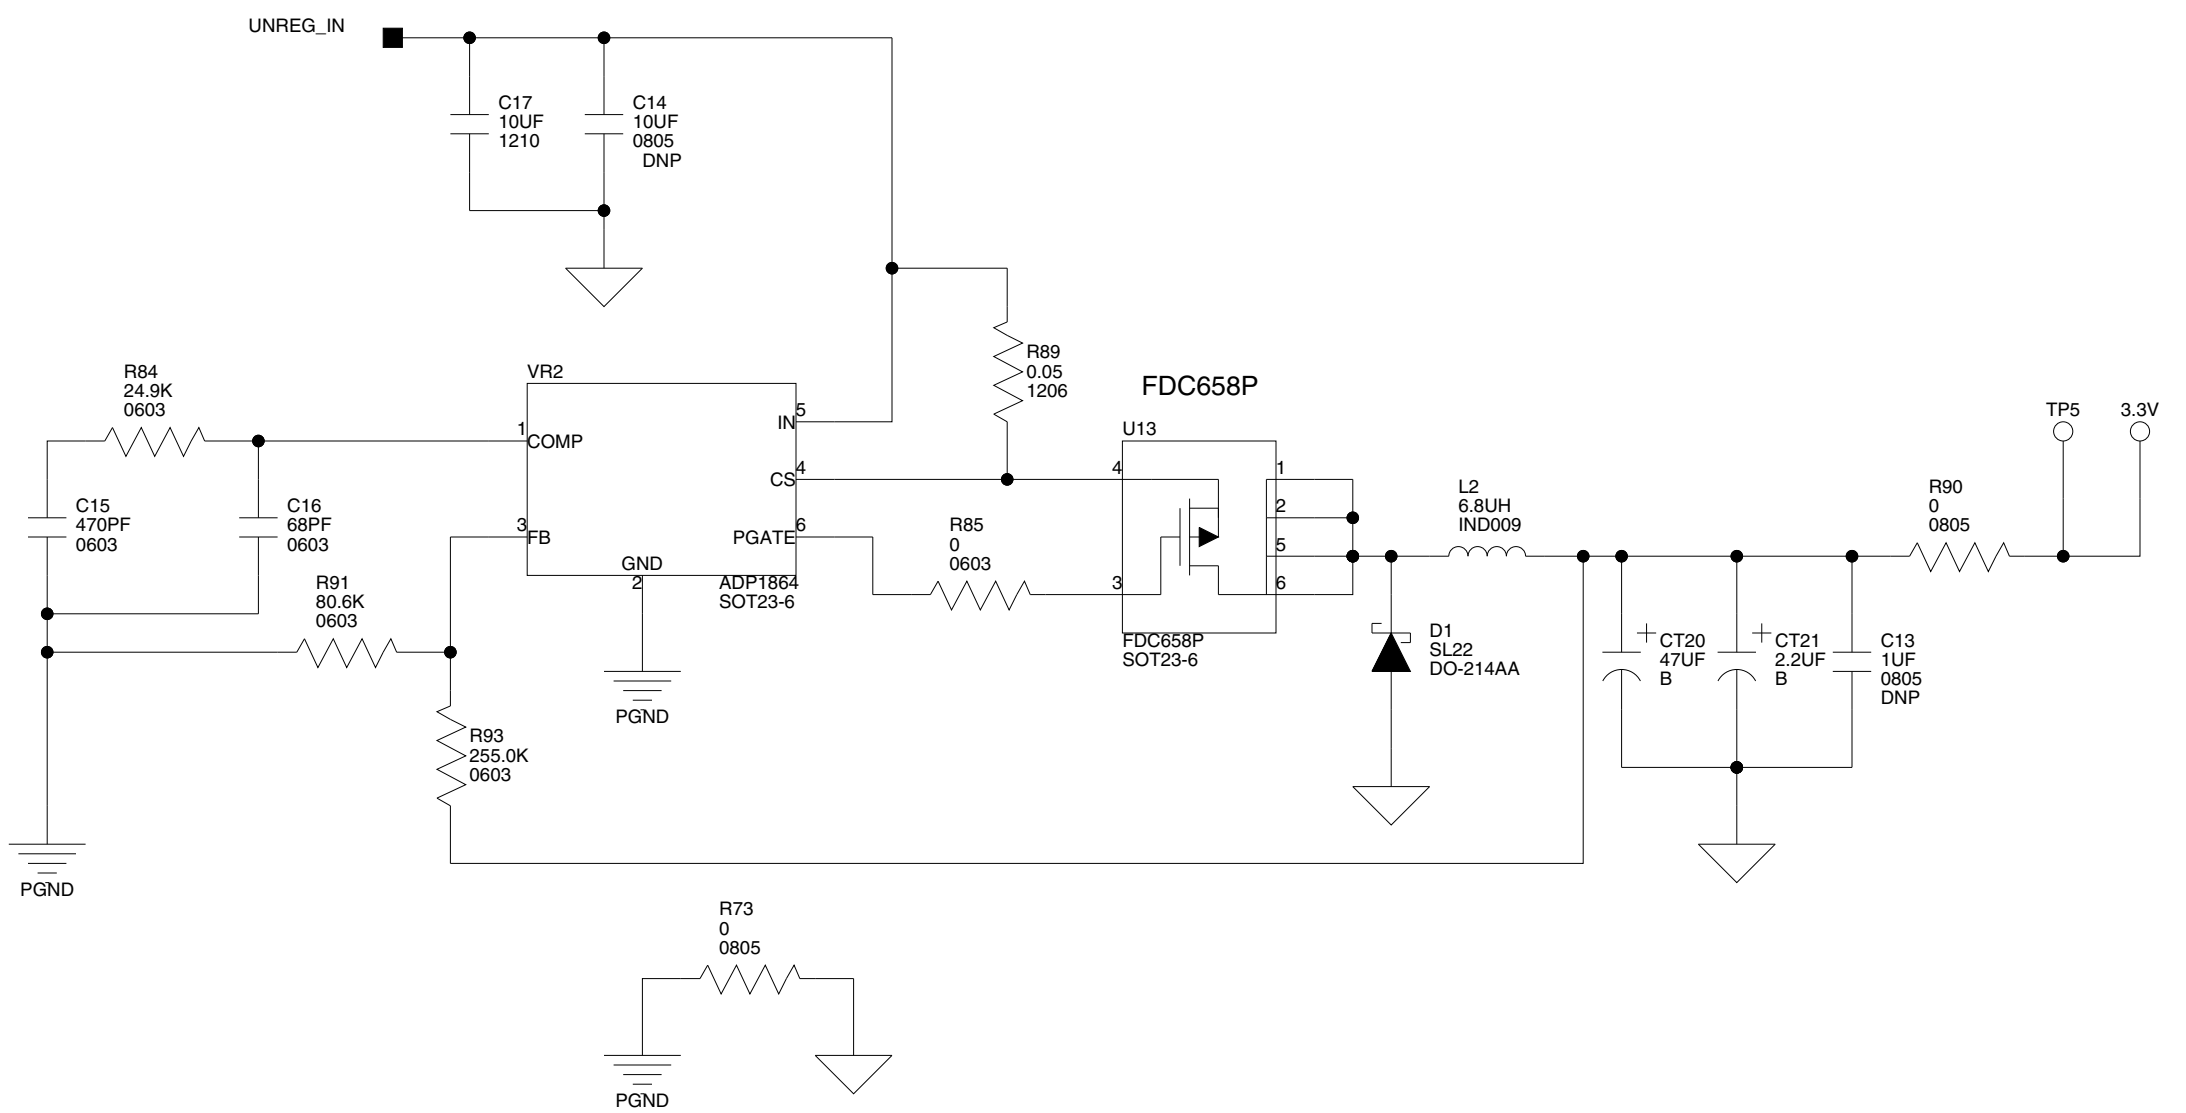 UNREG_IN
C17
10UF
1210
C14
10UF
0805
DNP
R84
24.9K
0603
C15
470PF
0603
C16
68PF
0603
R91
80.6K
0603
R93
255.0K
0603
PGND
VR2
1
COMP
3
FB
GND
2
5
IN
4
CS
6
PGATE
ADP1864
SOT23-6
PGND
R89
0.05
1206
R85
0
0603
FDC658P
U13
4
3
1
2
5
6
FDC658P
SOT23-6
D1
SL22
DO-214AA
L2
6.8UH
IND009
CT20
47UF
B
CT21
2.2UF
B
C13
1UF
0805
DNP
R90
0
0805
TP5
3.3V
R73
0
0805
PGND